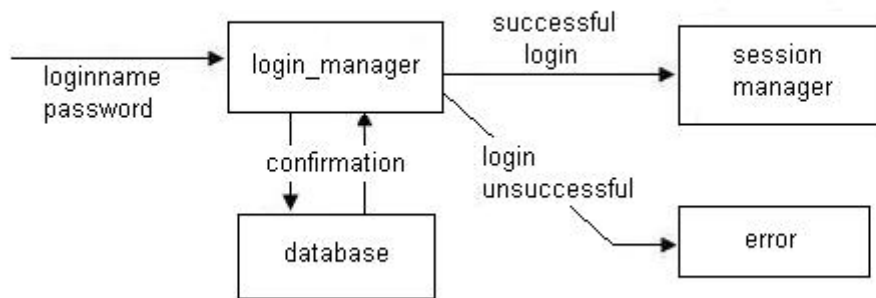 loginname
password
login_manager
successful
login
session
manager
confirmation
login
unsuccessful
database
error